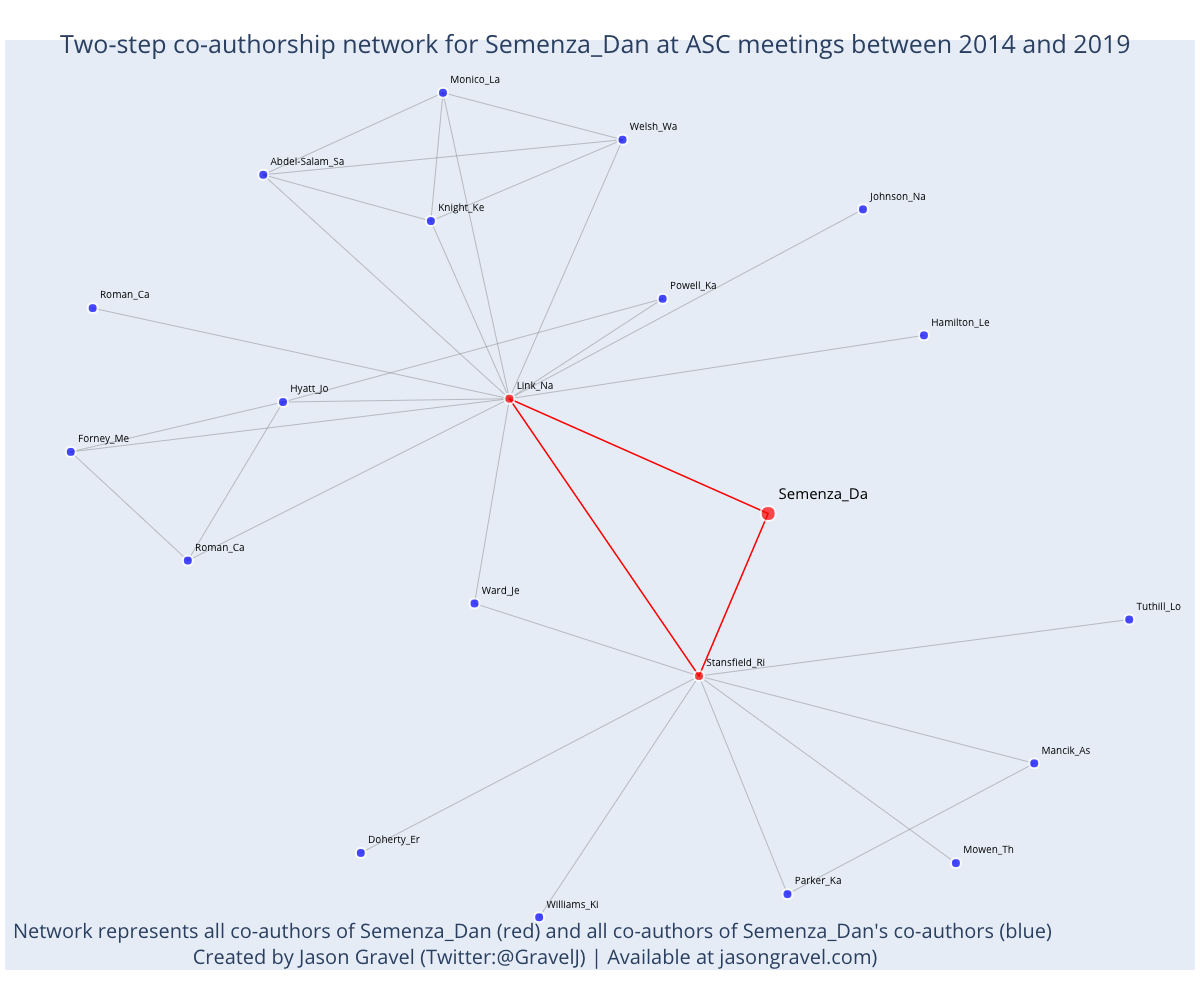 Two-step co-authorship network for Semenza_Dan at ASC meetings between 2014 and 2019
Monico_La
Welsh_Wa
Abdel-Salam_Sa
Johnson_Na
Knight_Ke
Powell_Ka
Roman_Ca
Hamilton_Le
Link_Na
Hyatt_Jo
Forney_Me
Semenza_Da
Roman_Ca
Ward_Je
Tuthill_Lo
Stansfield_Ri
Mancik_As
Doherty_Er
Mowen_Th
Parker_Ka
Williams_Ki
Network represents all co-authors of Semenza_Dan (red) and all co-authors of Semenza_Dan's co-authors (blue)
Created by Jason Gravel (Twitter:@GravelJ) | Available at jasongravel.com)